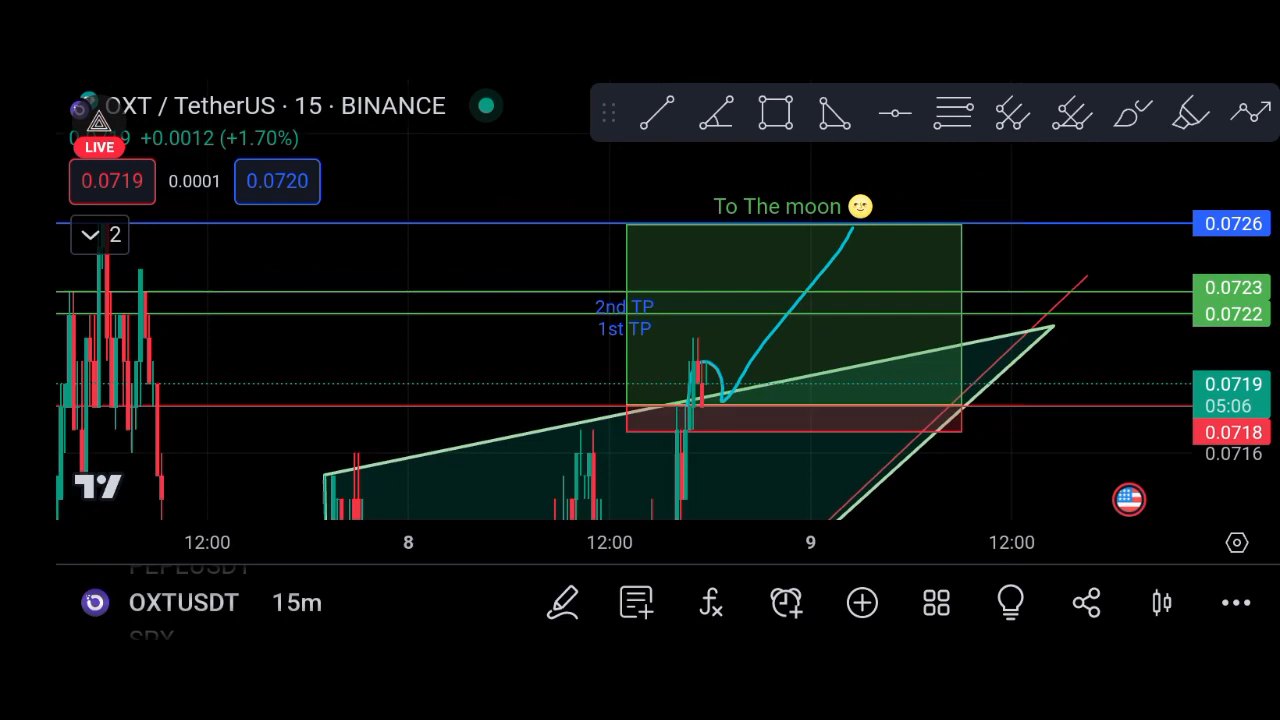 OXT / TetherUS · 15 · BINANCE
+0.0012 (+1.70%)
LIVE
0.0719 0.0001 0.0720
2
To The moon 🌝
2nd TP
1st TP
0.0726
0.0723
0.0722
0.0719
05:06
0.0718
0.0716
12:00 8 12:00 9 12:00
OXTUSDT 15m